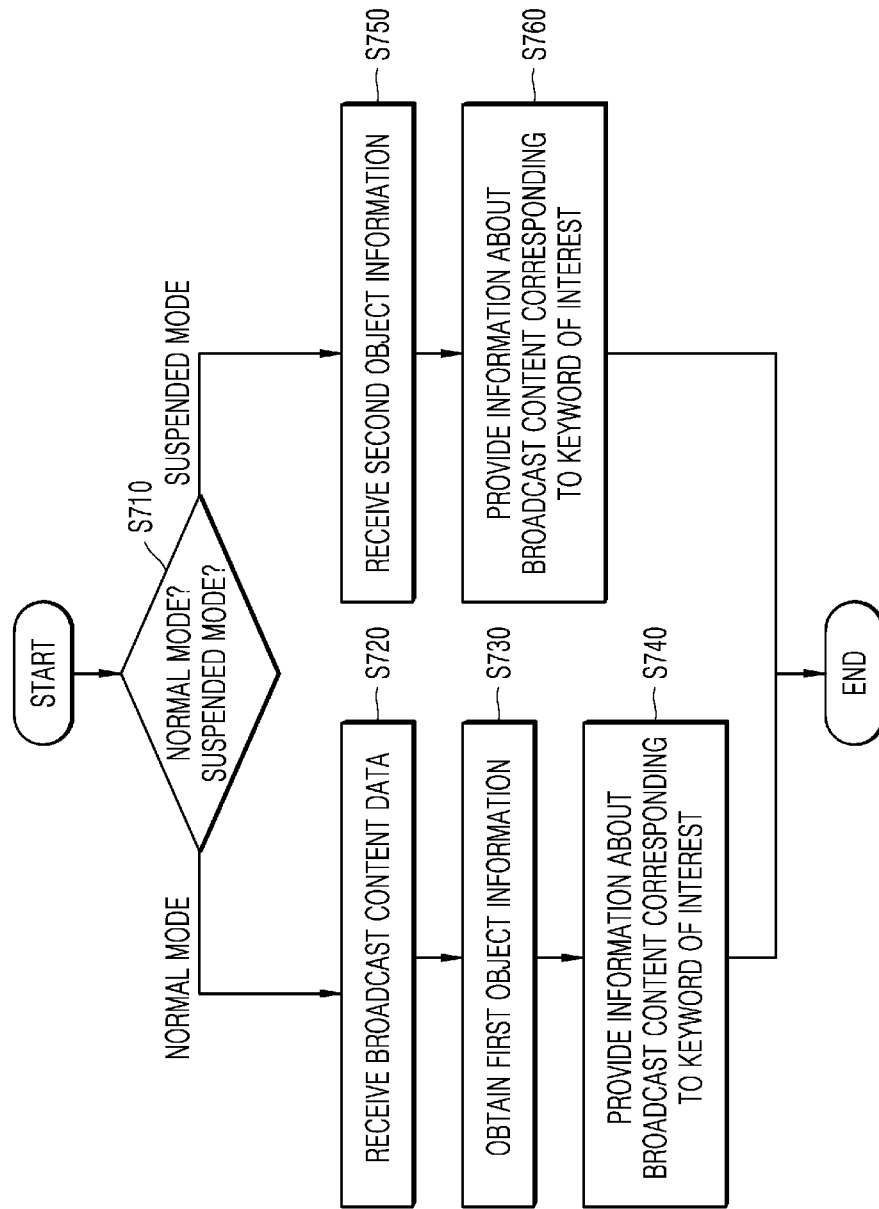 START
S710
NORMAL MODE?
SUSPENDED MODE?
NORMAL MODE
SUSPENDED MODE
S720
RECEIVE BROADCAST CONTENT DATA
S730
OBTAIN FIRST OBJECT INFORMATION
S740
PROVIDE INFORMATION ABOUT
BROADCAST CONTENT CORRESPONDING
TO KEYWORD OF INTEREST
S750
RECEIVE SECOND OBJECT INFORMATION
S760
PROVIDE INFORMATION ABOUT
BROADCAST CONTENT CORRESPONDING
TO KEYWORD OF INTEREST
END